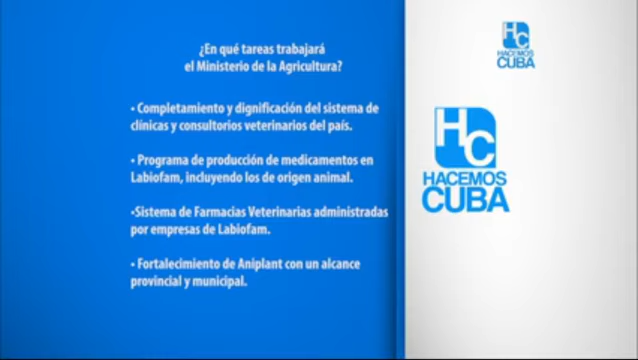 ¿En qué tareas trabajará
el Ministerio de la Agricultura?
• Completamiento y dignificación del sistema de
clínicas y consultorios veterinarios del país.
• Programa de producción de medicamentos en
Labiofam, incluyendo los de origen animal.
•Sistema de Farmacias Veterinarias administradas
por empresas de Labiofam.
• Fortalecimiento de Aniplant con un alcance
provincial y municipal.
HC
HACEMOS
CUBA
HC
HACEMOS
CUBA